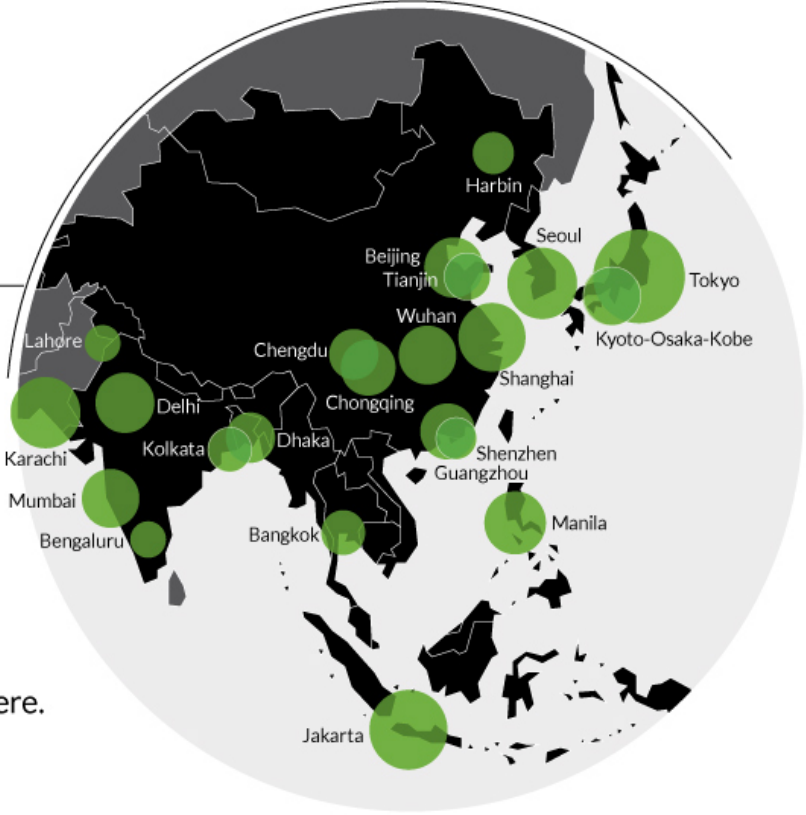 Harbin
Seoul
Beijing
Tianjin
Tokyo
Wuhan
Kyoto-Osaka-Kobe
Lahore
Chengdu
Shanghai
Chongqing
Delhi
Dhaka
Kolkata
Karachi
Shenzhen
Guangzhou
Mumbai
Manila
Bangkok
Bengaluru
ere.
Jakarta